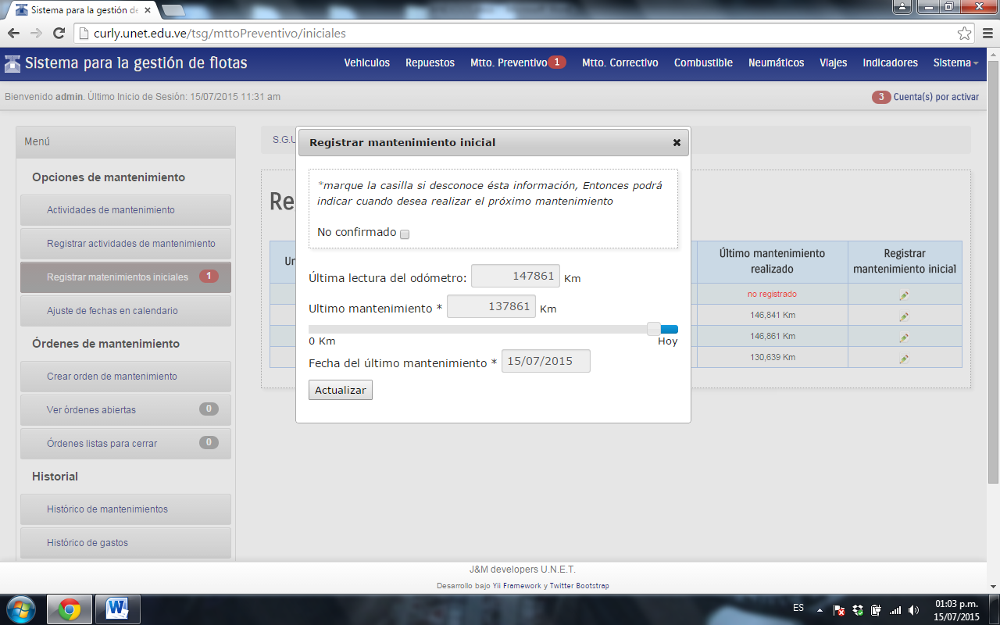 Sistema para la gestión de
curly.unet.edu.ve/tsg/mttoPreventivo/iniciales
Sistema para la gestión de flotas
Vehiculos Repuestos Mtto. Preventivo 1 Mtto. Correctivo Combustible Neumáticos Viajes Indicadores Sistema
Bienvenido admin. Último Inicio de Sesión: 15/07/2015 11:31 am
3 Cuenta(s) por activar
Menú
Opciones de mantenimiento
Actividades de mantenimiento
Registrar actividades de mantenimiento
Registrar matenimientos iniciales 1
Ajuste de fechas en calendario
Órdenes de mantenimiento
Crear orden de mantenimiento
Ver órdenes abiertas 0
Órdenes listas para cerrar 0
Historial
Histórico de mantenimientos
Histórico de gastos
S.G.U
Re
Un
Registrar mantenimiento inicial
*marque la casilla si desconoce ésta información, Entonces podrá
indicar cuando desea realizar el próximo mantenimiento
No confirmado
Última lectura del odómetro: 147861 Km
Ultimo mantenimiento * 137861 Km
0 Km Hoy
Fecha del último mantenimiento * 15/07/2015
Actualizar
Último mantenimiento
realizado
Registrar
mantenimiento inicial
no registrado
146,841 Km
146,861 Km
130,639 Km
J&M developers U.N.E.T.
Desarrollo bajo Yii Framework y Twitter Bootstrap
ES
01:03 p.m.
15/07/2015